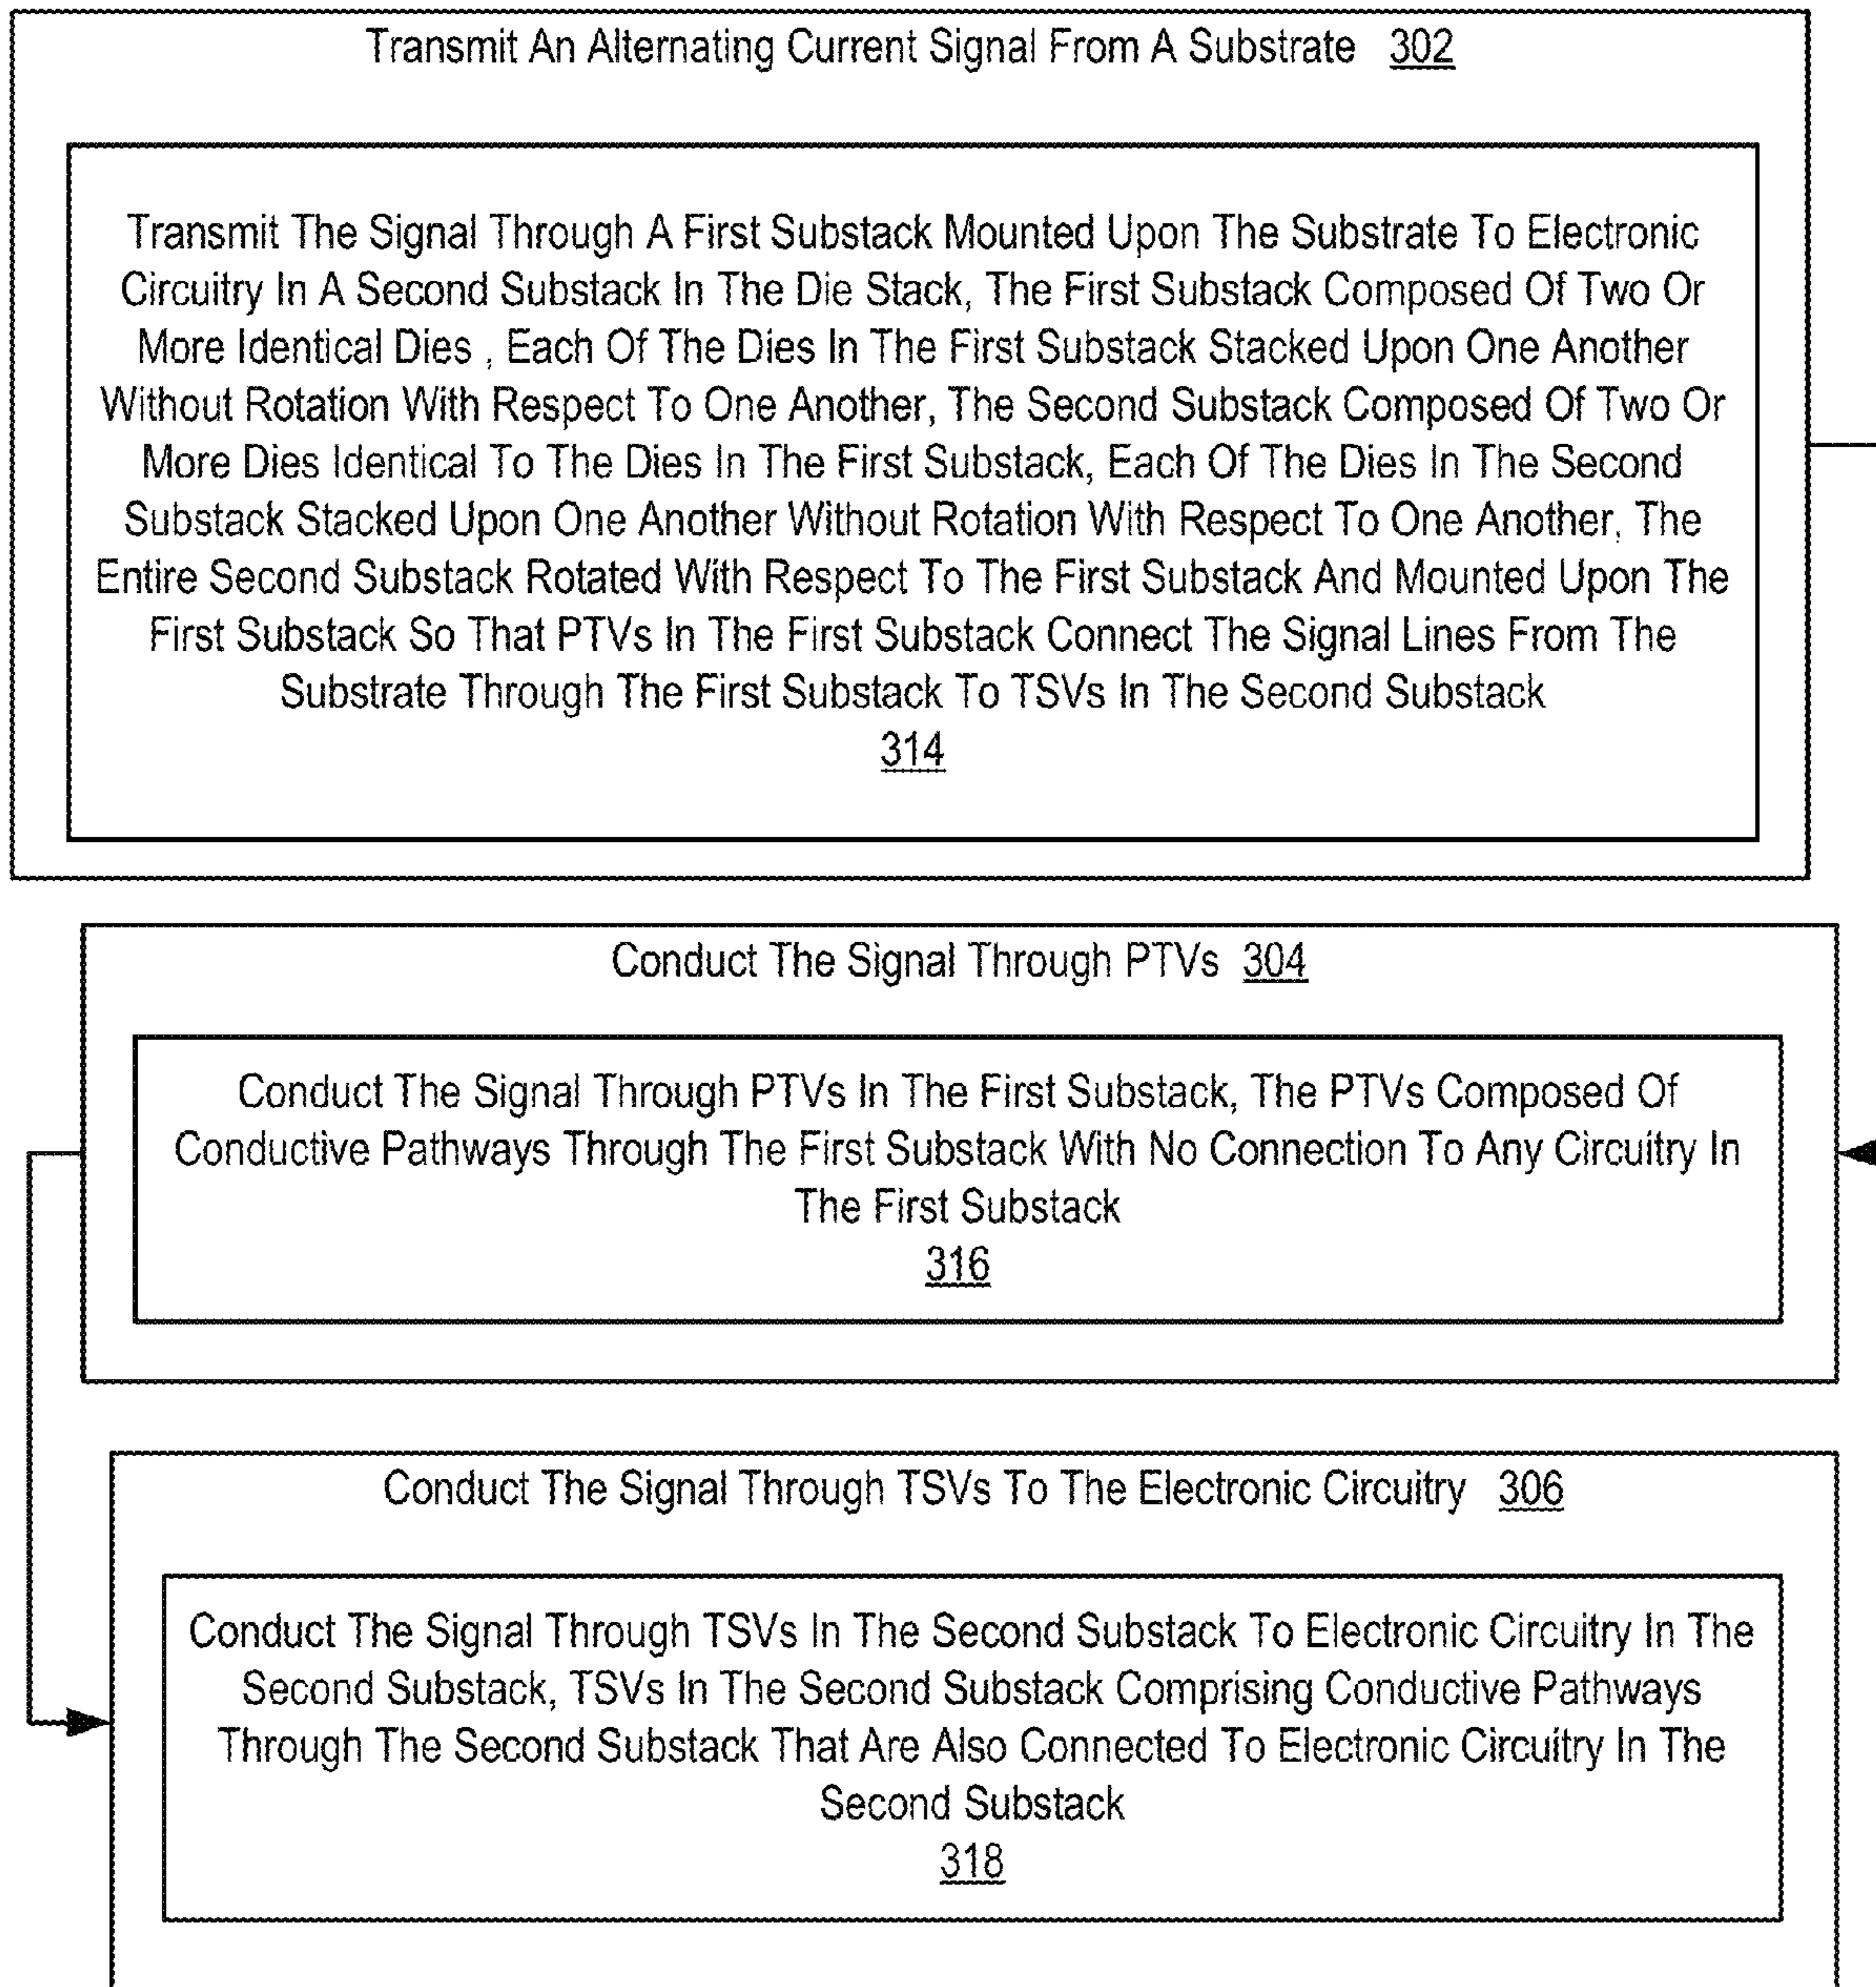 Transmit An Alternating Current Signal From A Substrate 302
Transmit The Signal Through A First Substack Mounted Upon The Substrate To Electronic
Circuitry In A Second Substack In The Die Stack, The First Substack Composed Of Two Or
More Identical Dies , Each Of The Dies In The First Substack Stacked Upon One Another
Without Rotation With Respect To One Another, The Second Substack Composed Of Two Or
More Dies Identical To The Dies In The First Substack, Each Of The Dies In The Second
Substack Stacked Upon One Another Without Rotation With Respect To One Another, The
Entire Second Substack Rotated With Respect To The First Substack And Mounted Upon The
First Substack So That PTVs In The First Substack Connect The Signal Lines From The
Substrate Through The First Substack To TSVs In The Second Substack
314
Conduct The Signal Through PTVs 304
Conduct The Signal Through PTVs In The First Substack, The PTVs Composed Of
Conductive Pathways Through The First Substack With No Connection To Any Circuitry In
The First Substack
316
Conduct The Signal Through TSVs To The Electronic Circuitry 306
Conduct The Signal Through TSVs In The Second Substack To Electronic Circuitry In The
Second Substack, TSVs In The Second Substack Comprising Conductive Pathways
Through The Second Substack That Are Also Connected To Electronic Circuitry In The
Second Substack
318